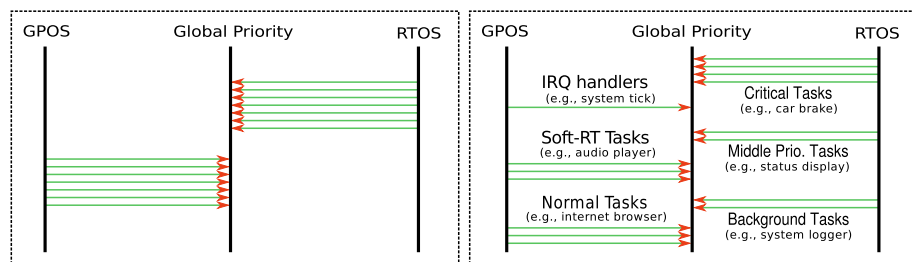 GPOS Global Priority RTOS
GPOS Global Priority RTOS
IRQ handlers
(e.g., system tick)
Critical Tasks
(e.g., car brake)
Soft-RT Tasks
(e.g., audio player)
Middle Prio. Tasks
(e.g., status display)
Normal Tasks
(e.g., internet browser)
Background Tasks
(e.g., system logger)